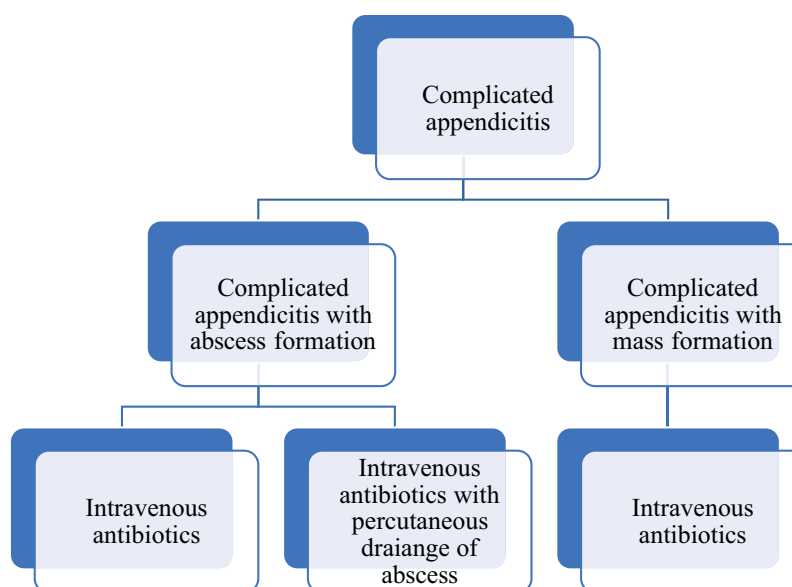 Complicated
appendicitis
Complicated
appendicitis with
abscess formation
Complicated
appendicitis with
mass formation
Intravenous
antibiotics
Intravenous
antibiotics with
percutaneous
draiange of
abscess
Intravenous
antibiotics